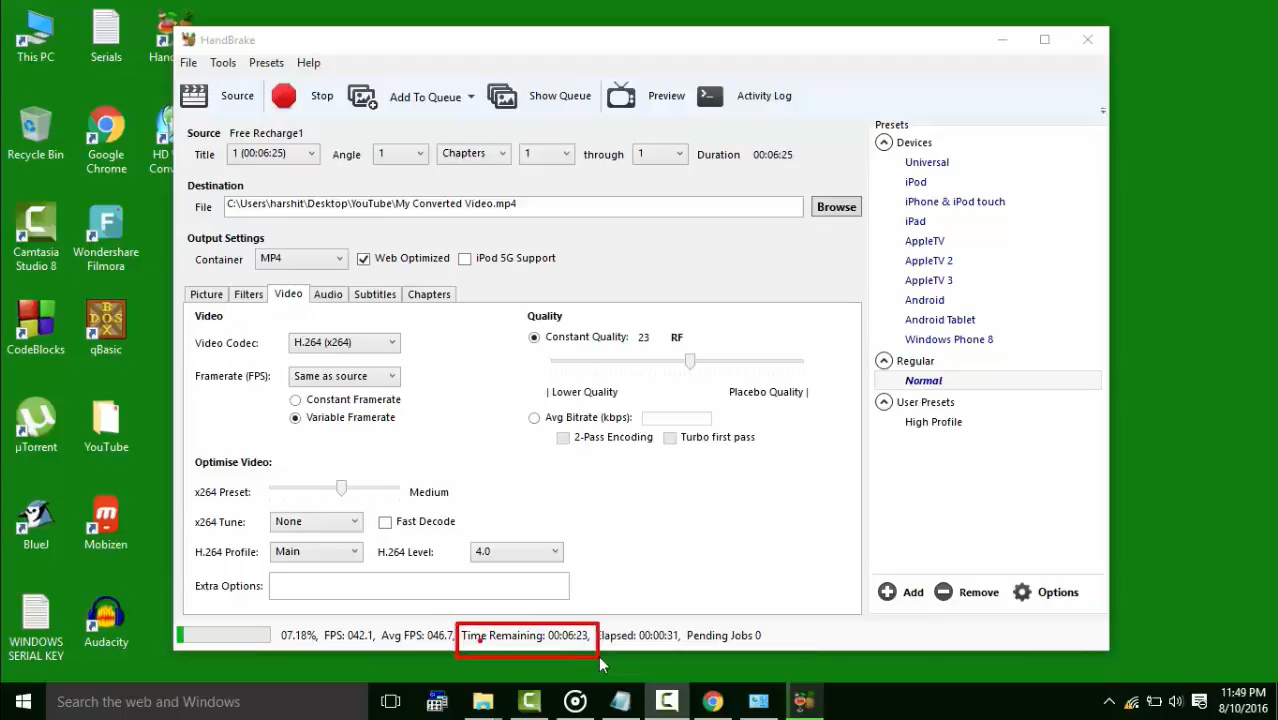 This PC
Serials
Hand
Recycle Bin
Google
Chrome
HD
Conv
Camtasia
Studio 8
Wondershare
Filmora
CodeBlocks
qBasic
µTorrent
YouTube
BlueJ
Mobizen
WINDOWS
SERIAL KEY
Audacity
HandBrake
File Tools Presets Help
Source Stop Add To Queue Show Queue Preview Activity Log
Source Free Recharge1
Title 1 (00:06:25) Angle 1 Chapters 1 through 1 Duration 00:06:25
Destination
File C:\Users\harshit\Desktop\YouTube\My Converted Video.mp4 Browse
Output Settings
Container MP4 Web Optimized iPod 5G Support
Picture Filters Video Audio Subtitles Chapters
Video
Video Codec: H.264 (x264)
Framerate (FPS): Same as source
Constant Framerate
Variable Framerate
Quality
Constant Quality: 23 RF
| Lower Quality Placebo Quality |
Avg Bitrate (kbps):
2-Pass Encoding Turbo first pass
Optimise Video:
x264 Preset: Medium
x264 Tune: None Fast Decode
H.264 Profile: Main H.264 Level: 4.0
Extra Options:
Presets
Devices
Universal
iPod
iPhone & iPod touch
iPad
AppleTV
AppleTV 2
AppleTV 3
Android
Android Tablet
Windows Phone 8
Regular
Normal
User Presets
High Profile
Add Remove Options
07.18%, FPS: 042.1, Avg FPS: 046.7, Time Remaining: 00:06:23, Elapsed: 00:00:31, Pending Jobs 0
Search the web and Windows
11:49 PM
8/10/2016